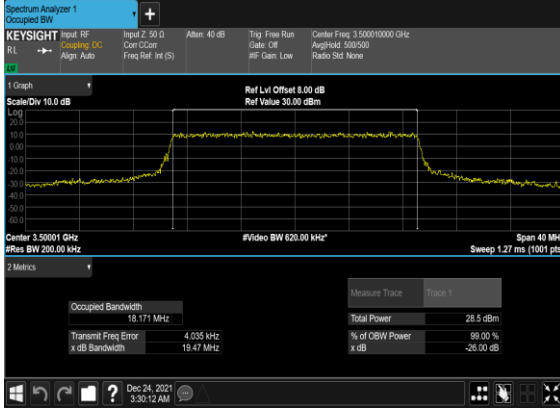 Spectrum Analyzer 1
Occupied BW
+
KEYSIGHT Input: RF Input Z: 50 Ω Atten: 40 dB Trig: Free Run Center Freq: 3.500010000 GHz
RL Coupling: DC Corr CCorr Gate: Off Avg|Hold: 500/500
Align: Auto Freq Ref: Int (S) #IF Gain: Low Radio Std: None
1 Graph
Ref Lvl Offset 8.00 dB
Scale/Div 10.0 dB Ref Value 30.00 dBm
Log
20.0
10.0
0.00
-10.0
-20.0
-30.0
-40.0
-50.0
-60.0
Center 3.50001 GHz #Video BW 620.00 kHz* Span 40 MH
#Res BW 200.00 kHz Sweep 1.27 ms (1001 pts
2 Metrics
Measure Trace Trace 1
Occupied Bandwidth
18.171 MHz Total Power 28.5 dBm
Transmit Freq Error 4.035 kHz % of OBW Power 99.00 %
x dB Bandwidth 19.47 MHz x dB -26.00 dB
? Dec 24, 2021
3:30:12 AM